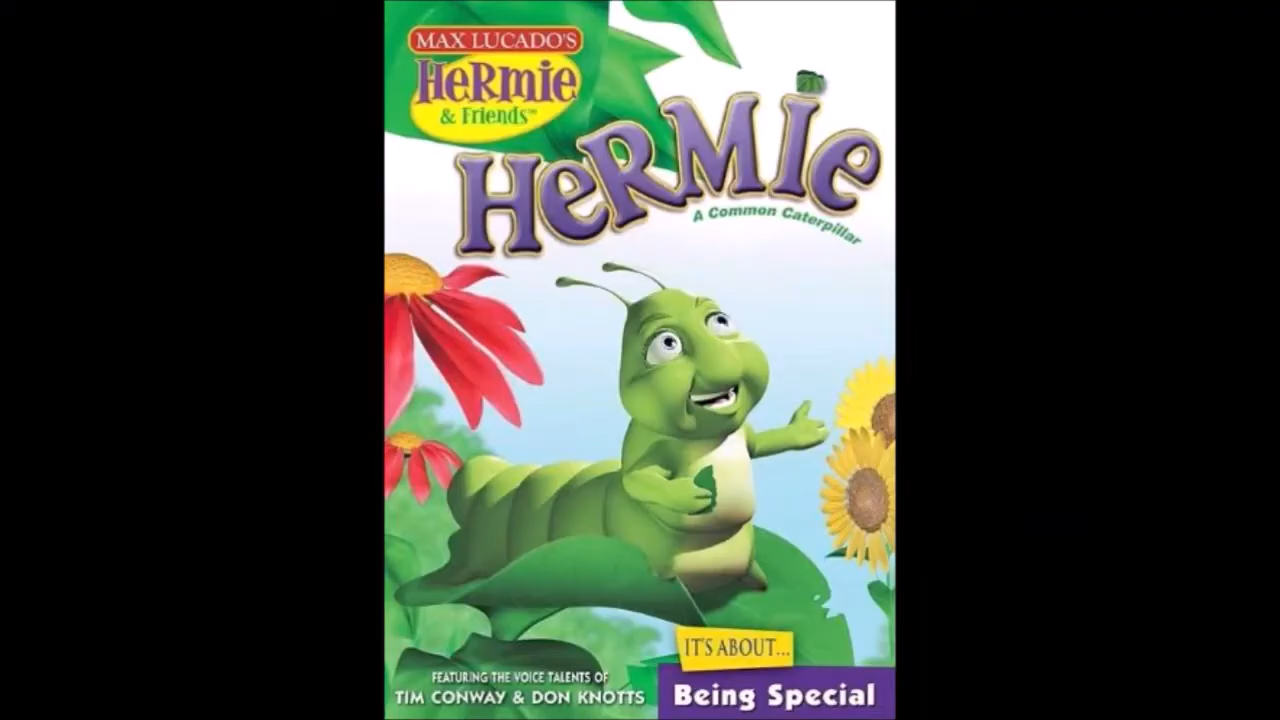 MAX LUCADO'S
HeRmie
& Friends™
HeRMie
A Common Caterpillar
IT'S ABOUT...
Being Special
FEATURING THE VOICE TALENTS OF
TIM CONWAY & DON KNOTTS